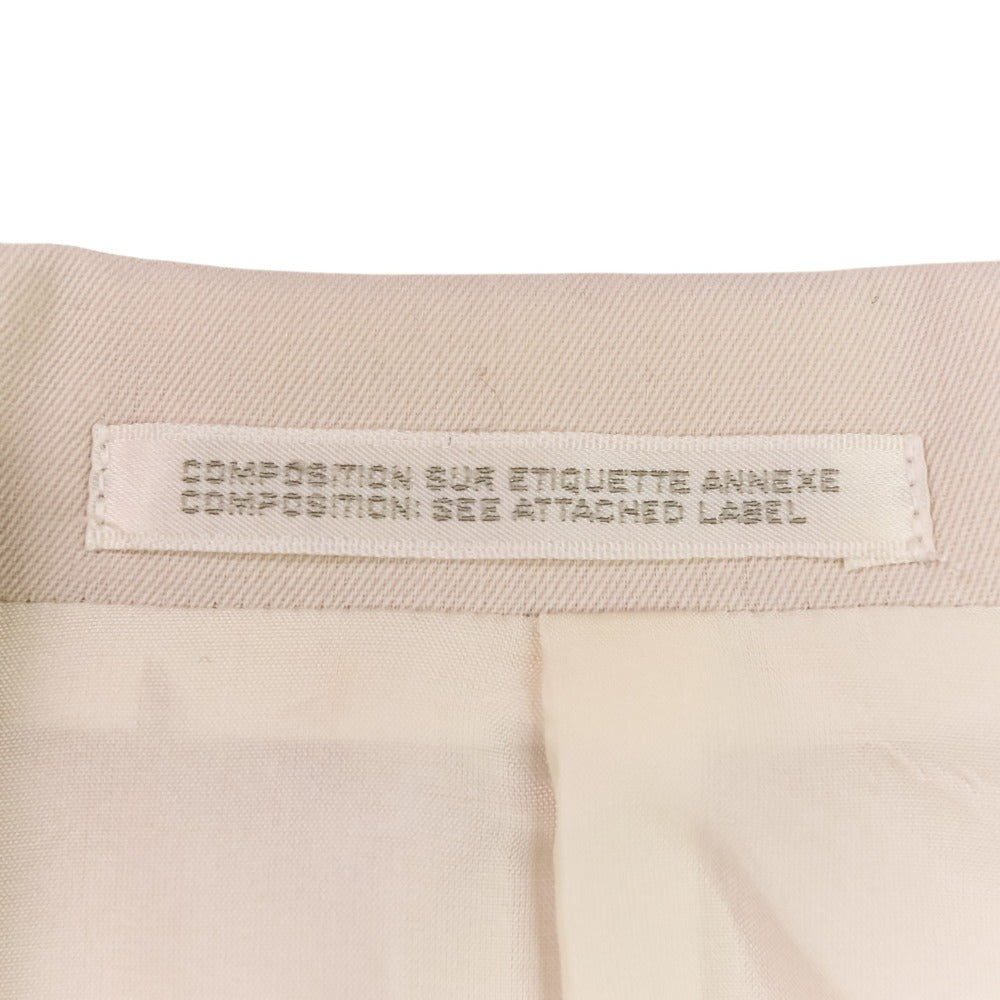 COMPOSITION SUR ETIQUETTE ANNEXE
COMPOSITION: SEE ATTACHED LABEL